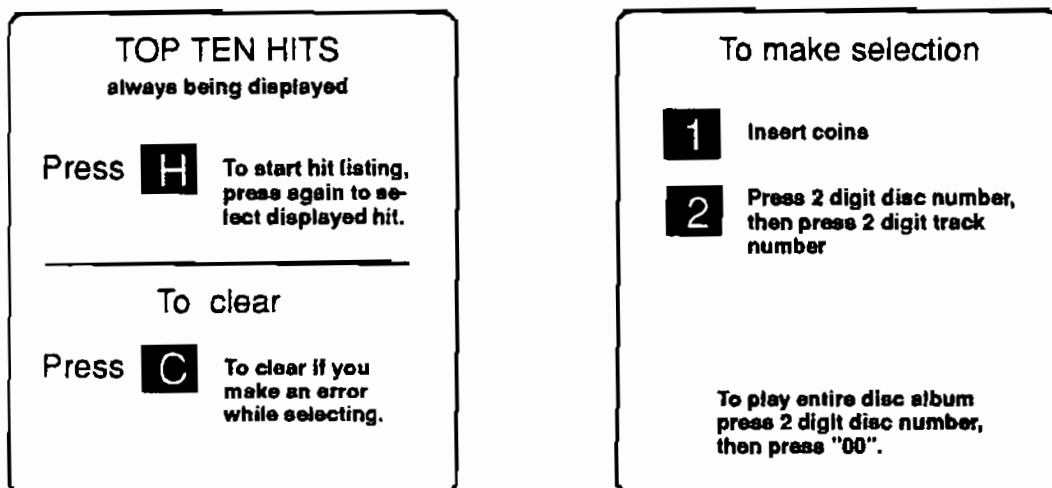 TOP TEN HITS
always being displayed
Press H To start hit listing,
press again to se-
lect displayed hit.
To clear
Press C To clear if you
make an error
while selecting.
To make selection
1 Insert coins
2 Press 2 digit disc number,
then press 2 digit track
number
To play entire disc album
press 2 digit disc number,
then press "00".